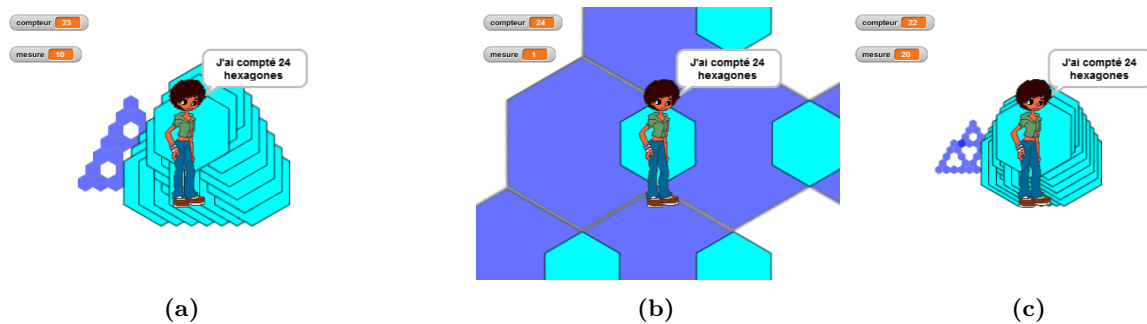 compteur 23
mesure 10
J'ai compté 24
hexagones
compteur 24
mesure 1
J'ai compté 24
hexagones
compteur 22
mesure 20
J'ai compté 24
hexagones
(a) (b) (c)